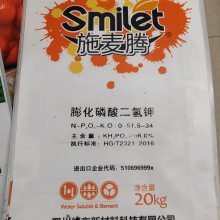 Smilet
施麦腾
膨化磷酸二氢钾
N-P₂O₅-K₂O: 0-51.5-34
主含量: KH₂PO₄≥98.0%
执行标准: HG/T2321-2016
进出口企业代码: 510696899x
净含量
20kg
Water Soluble & Element